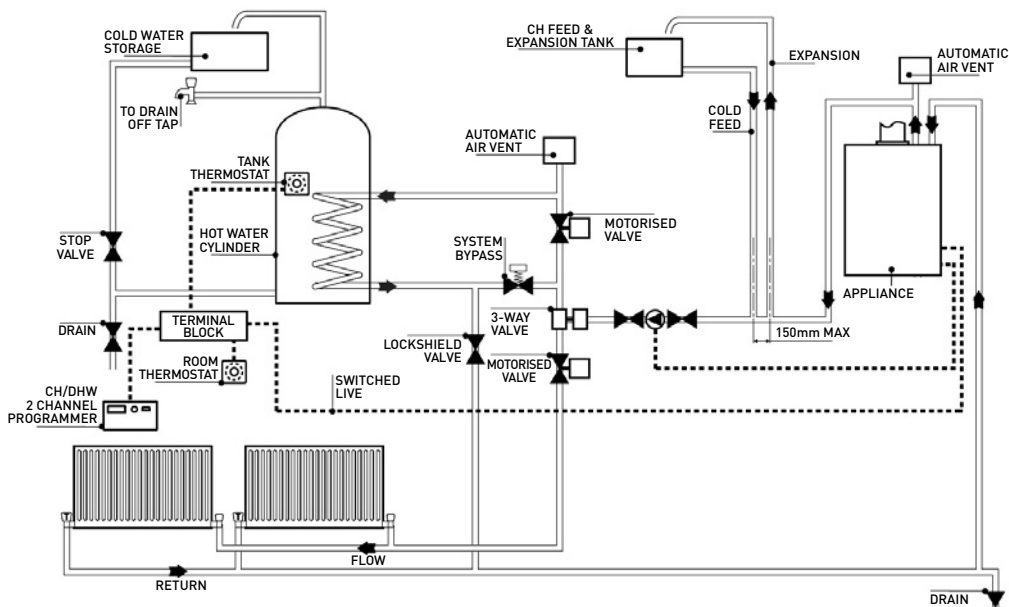 COLD WATER
STORAGE
TO DRAIN
OFF TAP
TANK
THERMOSTAT
STOP
VALVE
HOT WATER
CYLINDER
DRAIN
TERMINAL
BLOCK
ROOM
THERMOSTAT
CH/DHW
2 CHANNEL
PROGRAMMER
SWITCHED
LIVE
AUTOMATIC
AIR VENT
SYSTEM
BYPASS
MOTORISED
VALVE
3-WAY
VALVE
LOCKSHIELD
VALVE
MOTORISED
VALVE
CH FEED &
EXPANSION TANK
EXPANSION
COLD
FEED
AUTOMATIC
AIR VENT
APPLIANCE
150mm MAX
FLOW
RETURN
DRAIN